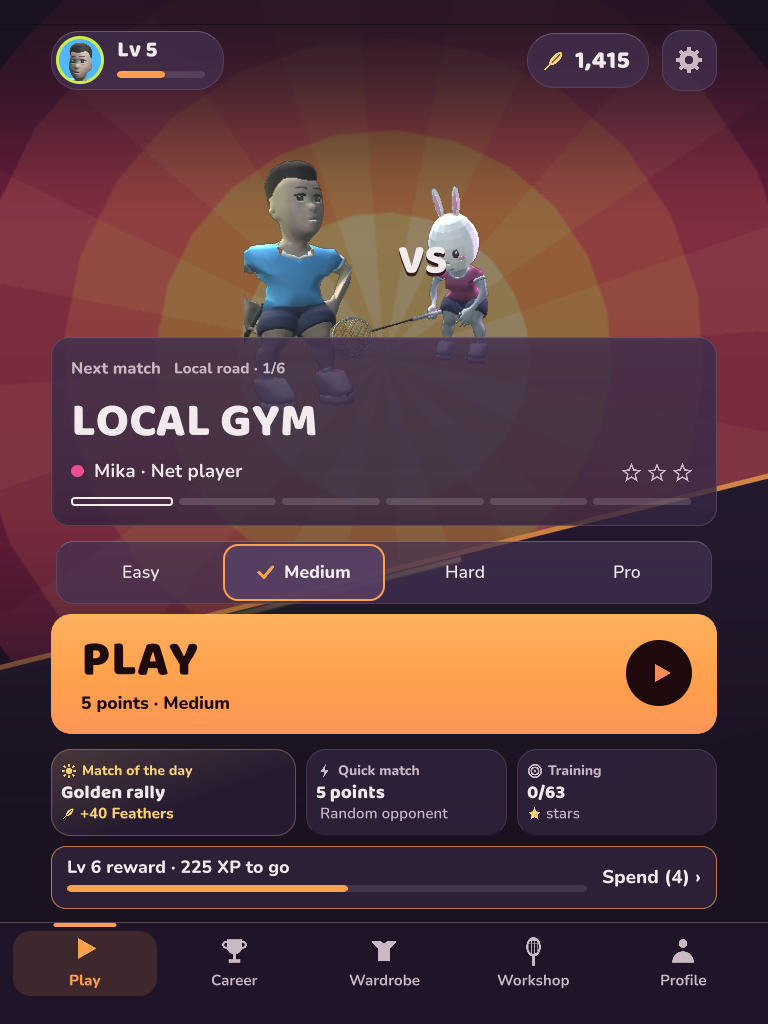 Lv 5
1,415
VS
Next match Local road · 1/6
LOCAL GYM
Mika · Net player
Easy
Medium
Hard
Pro
PLAY
5 points · Medium
Match of the day
Golden rally
+40 Feathers
Quick match
5 points
Random opponent
Training
0/63
stars
Lv 6 reward · 225 XP to go
Spend (4) ›
Play
Career
Wardrobe
Workshop
Profile